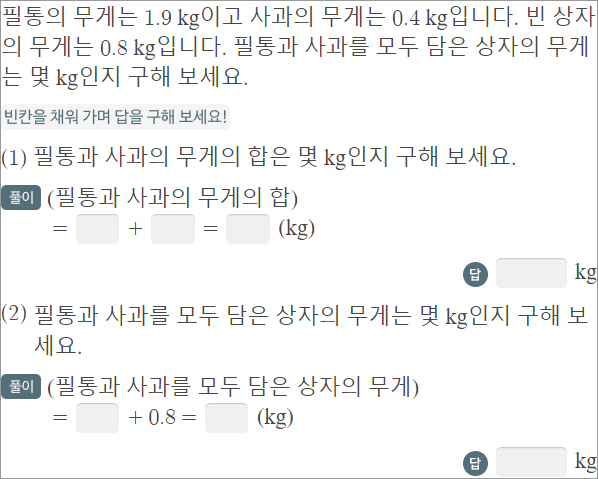 필통의 무게는 1.9 kg이고 사과의 무게는 0.4 kg입니다. 빈 상자
의 무게는 0.8 kg입니다. 필통과 사과를 모두 담은 상자의 무게
는 몇 kg인지 구해 보세요.
빈칸을 채워 가며 답을 구해 보세요!
(1) 필통과 사과의 무게의 합은 몇 kg인지 구해 보세요.
풀이 (필통과 사과의 무게의 합)
= + = (kg)
답 kg
(2) 필통과 사과를 모두 담은 상자의 무게는 몇 kg인지 구해 보
세요.
풀이 (필통과 사과를 모두 담은 상자의 무게)
= + 0.8 = (kg)
답 kg